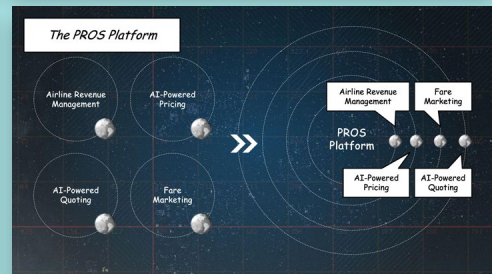 The PROS Platform
Airline Revenue
Management
AI-Powered
Pricing
AI-Powered
Quoting
Fare
Marketing
PROS
Platform
Airline Revenue
Management
Fare
Marketing
AI-Powered
Pricing
AI-Powered
Quoting